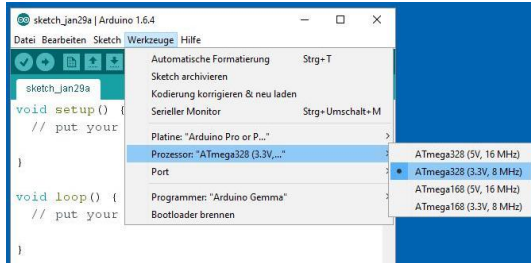 sketch_jan29a | Arduino 1.6.4
Datei Bearbeiten Sketch Werkzeuge Hilfe
sketch_jan29a
void setup() {
// put your
}
void loop() {
// put your
}
Automatische Formatierung Strg+T
Sketch archivieren
Kodierung korrigieren & neu laden
Serieller Monitor Strg+Umschalt+M
Platine: "Arduino Pro or P..."
Prozessor: "ATmega328 (3.3V,..."
Port
Programmer: "Arduino Gemma"
Bootloader brennen
ATmega328 (5V, 16 MHz)
ATmega328 (3.3V, 8 MHz)
ATmega168 (5V, 16 MHz)
ATmega168 (3.3V, 8 MHz)